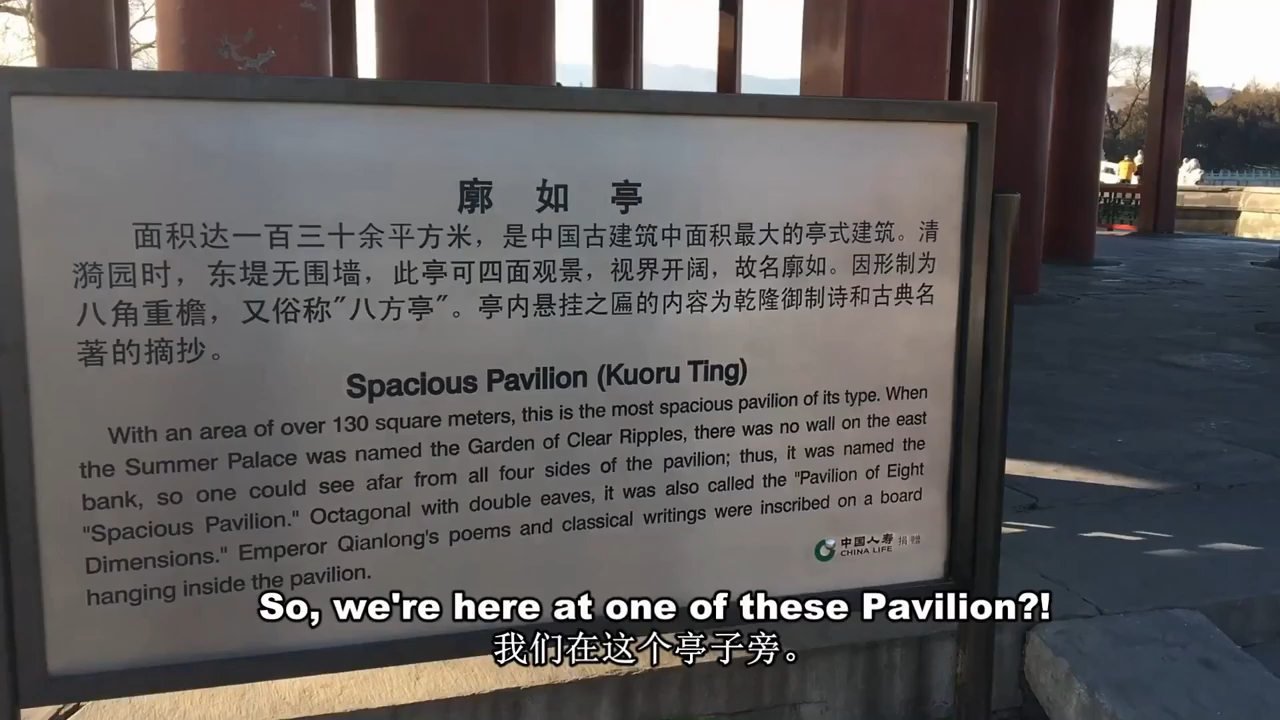 廓如亭
面积达一百三十余平方米，是中国古建筑中面积最大的亭式建筑。清
漪园时，东堤无围墙，此亭可四面观景，视界开阔，故名廓如。因形制为
八角重檐，又俗称"八方亭"。亭内悬挂之匾的内容为乾隆御制诗和古典名
著的摘抄。
Spacious Pavilion (Kuoru Ting)
With an area of over 130 square meters, this is the most spacious pavilion of its type. When
the Summer Palace was named the Garden of Clear Ripples, there was no wall on the east
bank, so one could see afar from all four sides of the pavilion; thus, it was named the
"Spacious Pavilion." Octagonal with double eaves, it was also called the "Pavilion of Eight
Dimensions." Emperor Qianlong's poems and classical writings were inscribed on a board
hanging inside the pavilion.
中国人寿 捐赠
CHINA LIFE
So, we're here at one of these Pavilion?!
我们在这个亭子旁。